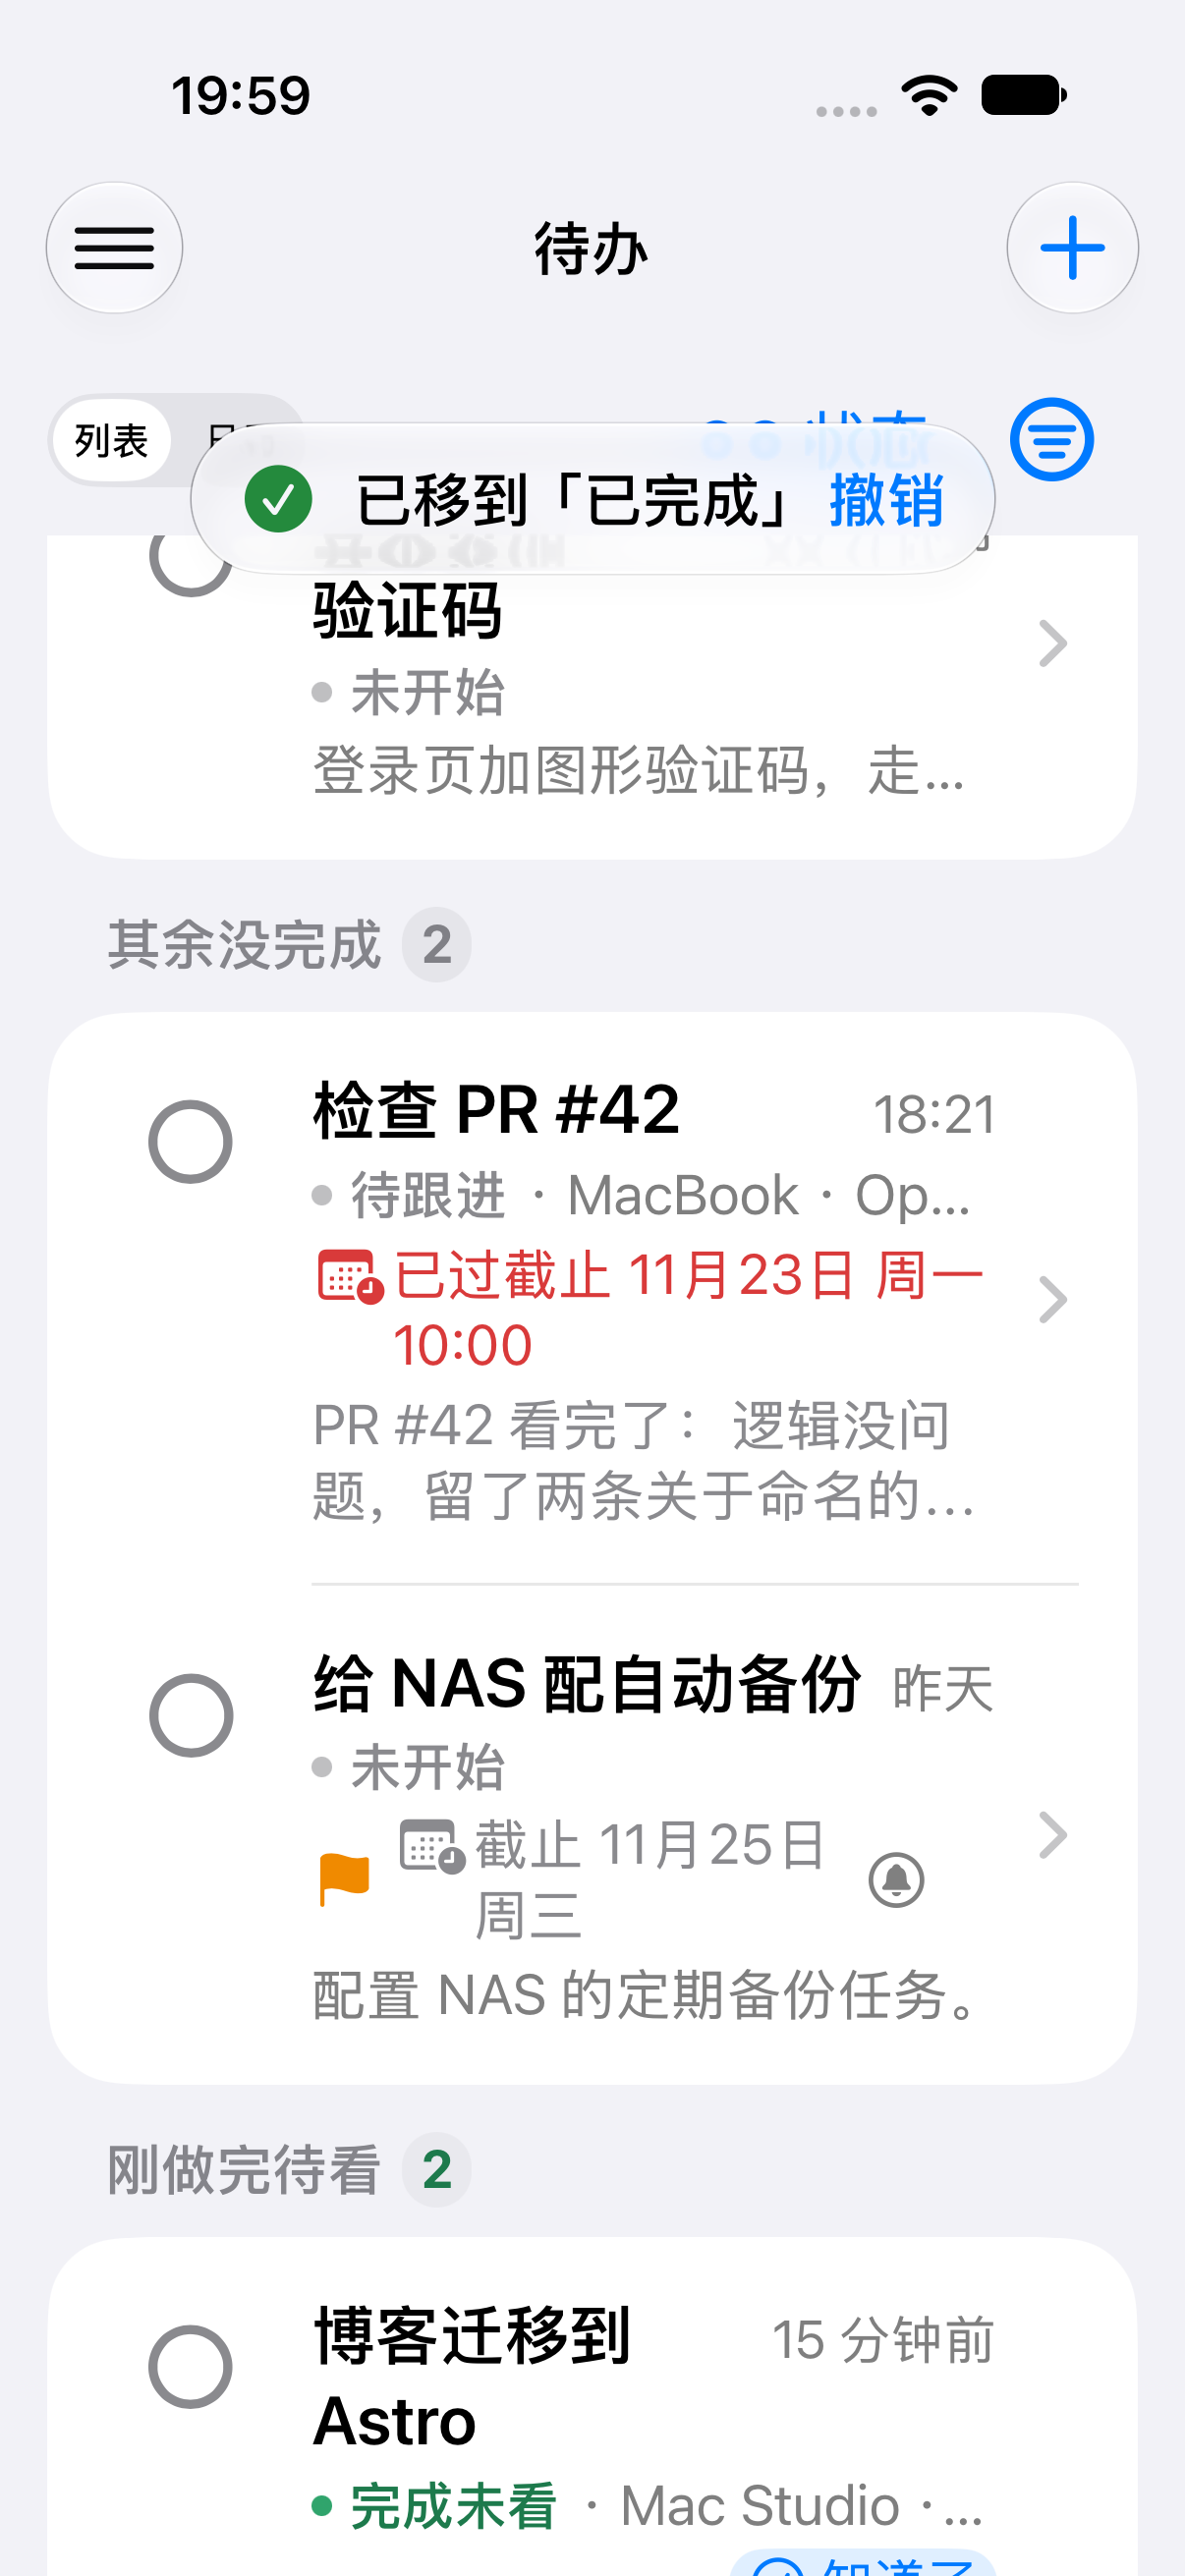 19:59
待办
列表
已移到「已完成」 撤销
验证码
未开始
登录页加图形验证码，走...
其余没完成 2
检查 PR #42 18:21
待跟进 · MacBook · Op...
已过截止 11月23日 周一
10:00
PR #42 看完了：逻辑没问
题，留了两条关于命名的...
给 NAS 配自动备份 昨天
未开始
截止 11月25日
周三
配置 NAS 的定期备份任务。
刚做完待看 2
博客迁移到 15 分钟前
Astro
完成未看 · Mac Studio ·...
知道了